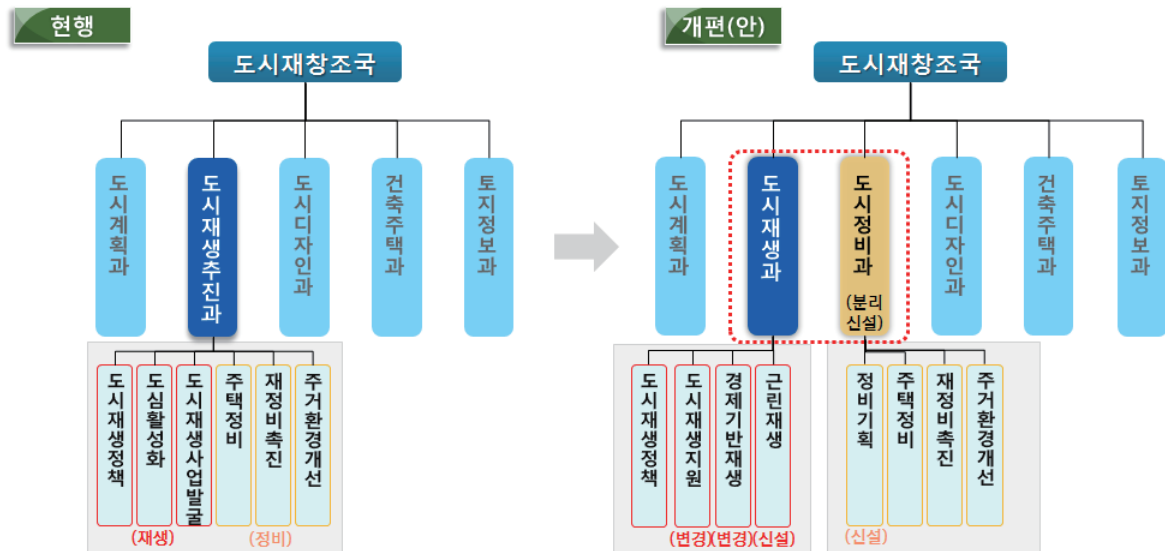 현행
도시재창조국
도시계획과
도시재생추진과
도시디자인과
건축주택과
토지정보과
도시재생정책
도심활성화
도시재생사업발굴
주택정비
재정비촉진
주거환경개선
(재생)
(정비)
개편(안)
도시재창조국
도시계획과
도시재생과
도시정비과
(분리
신설)
도시디자인과
건축주택과
토지정보과
도시재생정책
도시재생지원
경제기반재생
근린재생
(변경)(변경)(신설)
정비기획
주택정비
재정비촉진
주거환경개선
(신설)